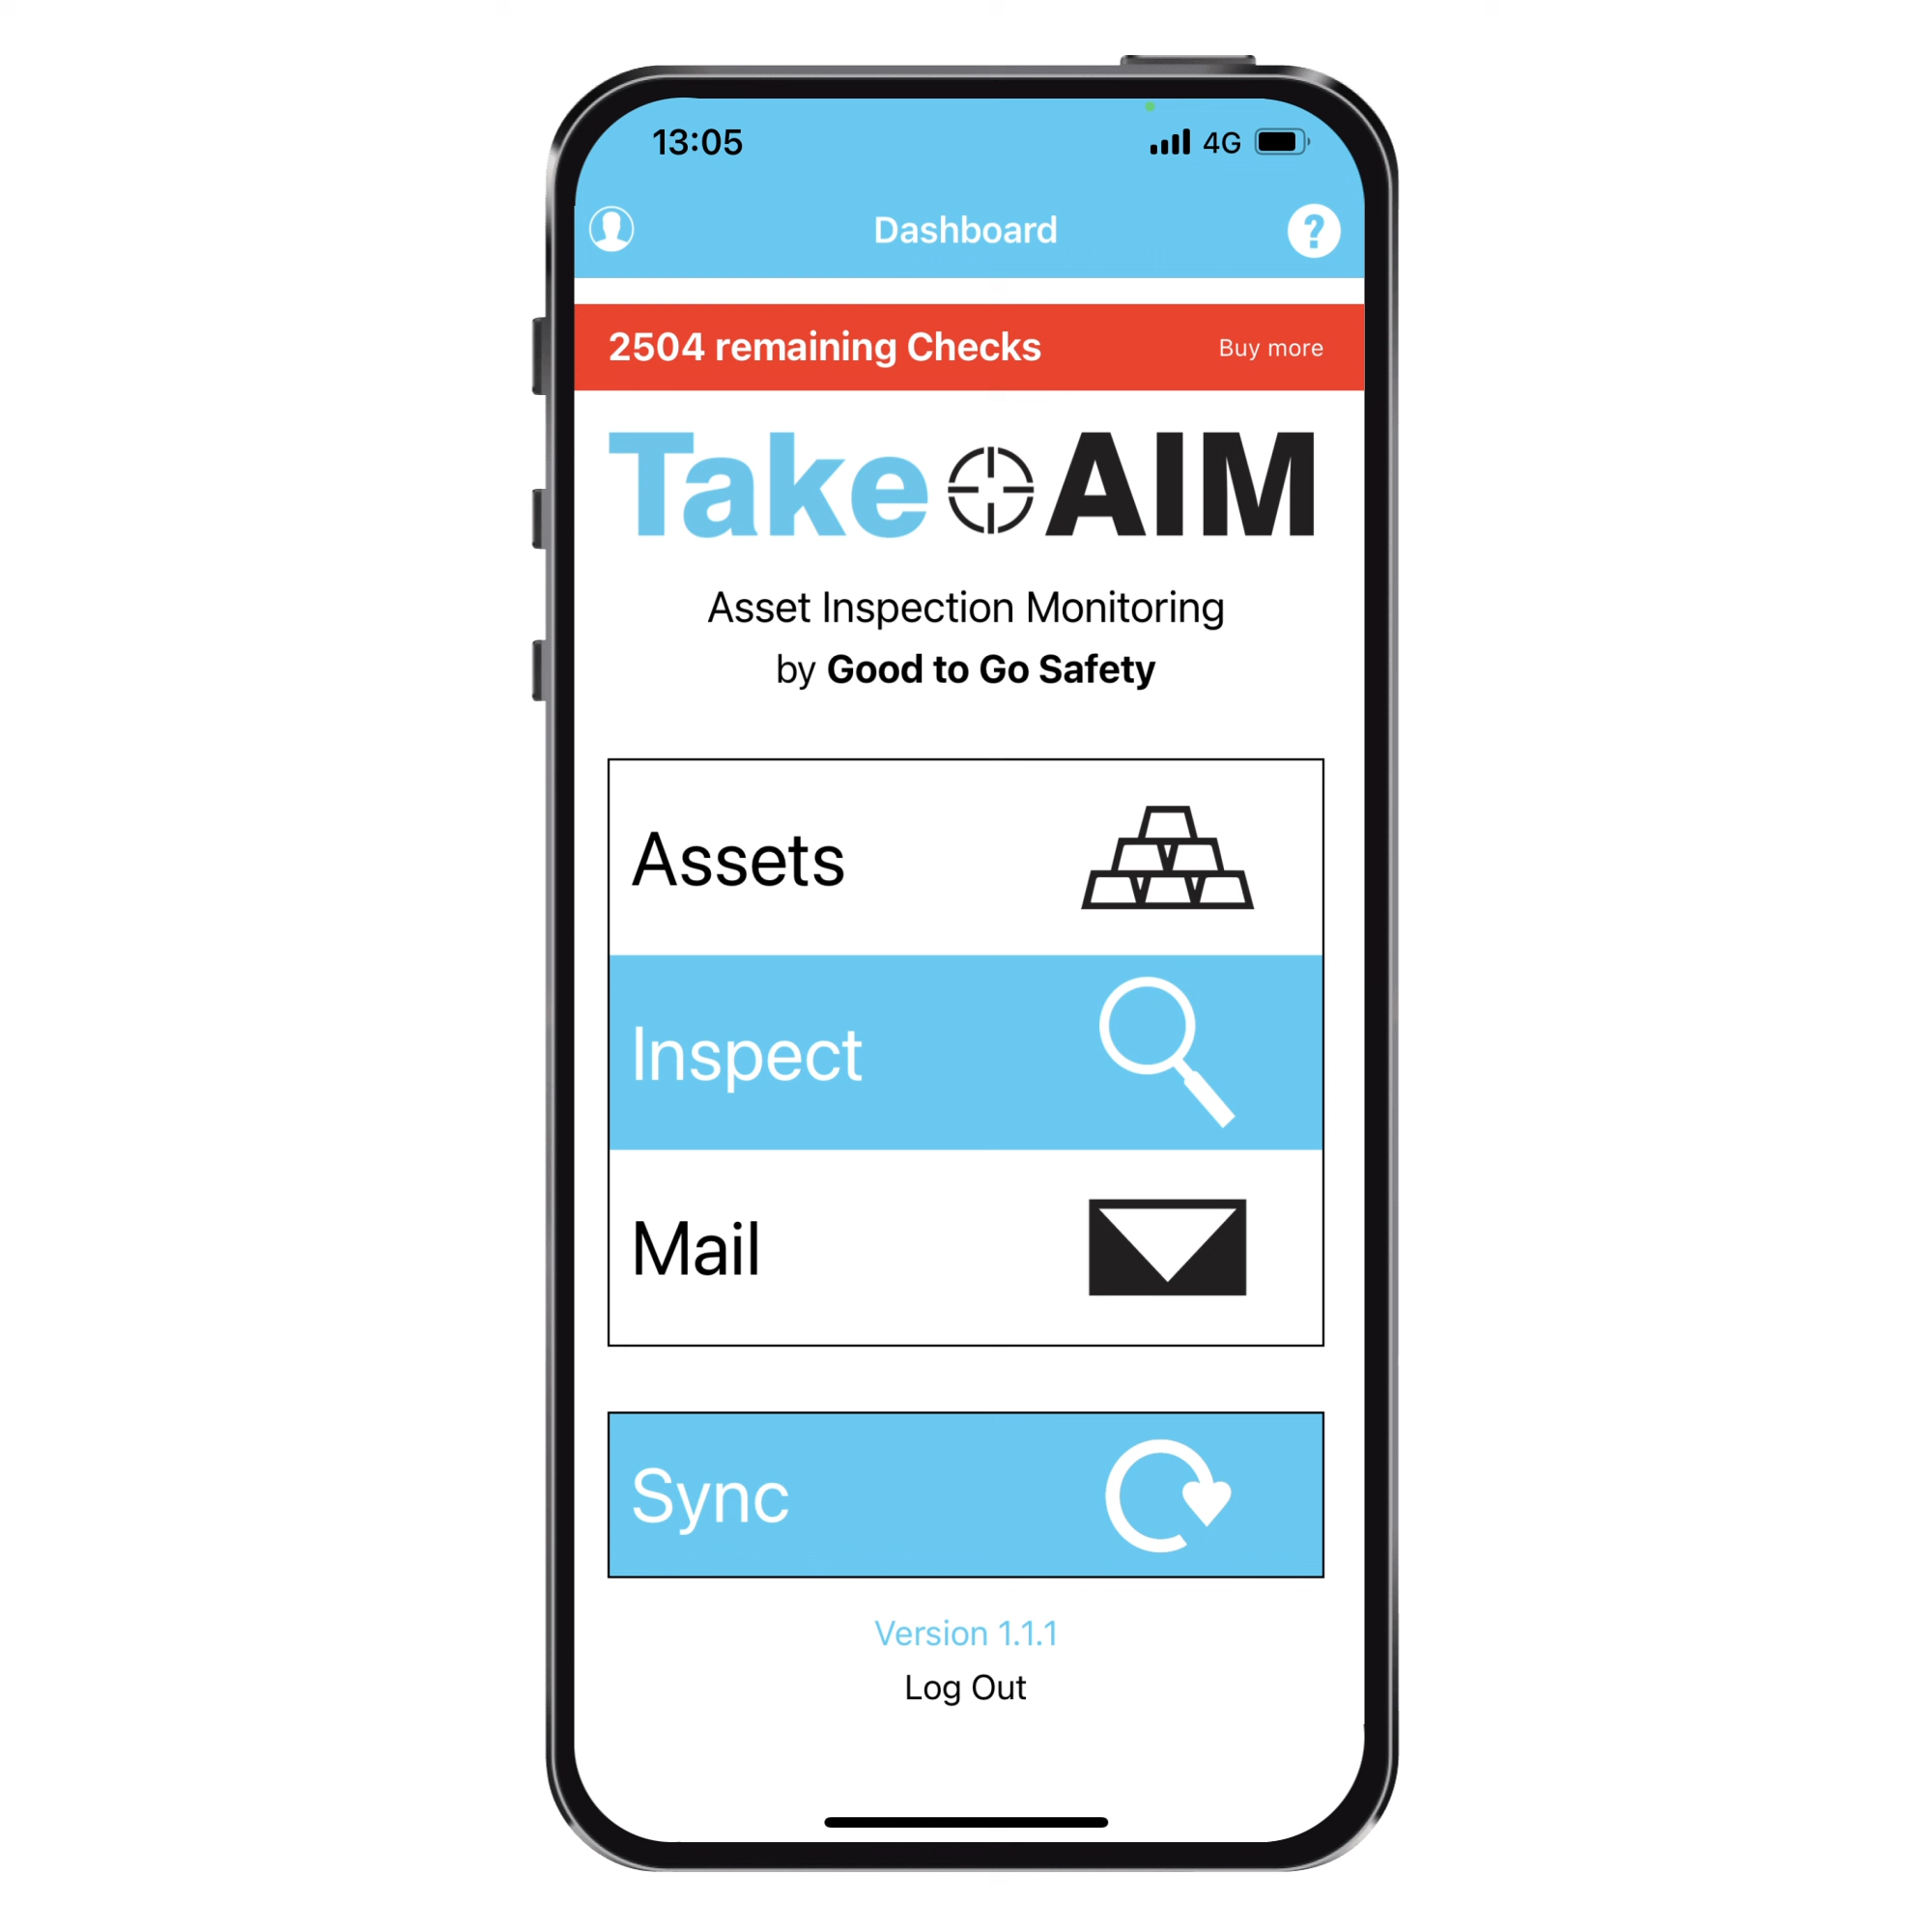 13:05 4G
Dashboard ?
2504 remaining Checks Buy more
Take AIM
Asset Inspection Monitoring
by Good to Go Safety
Assets
Inspect
Mail
Sync
Version 1.1.1
Log Out